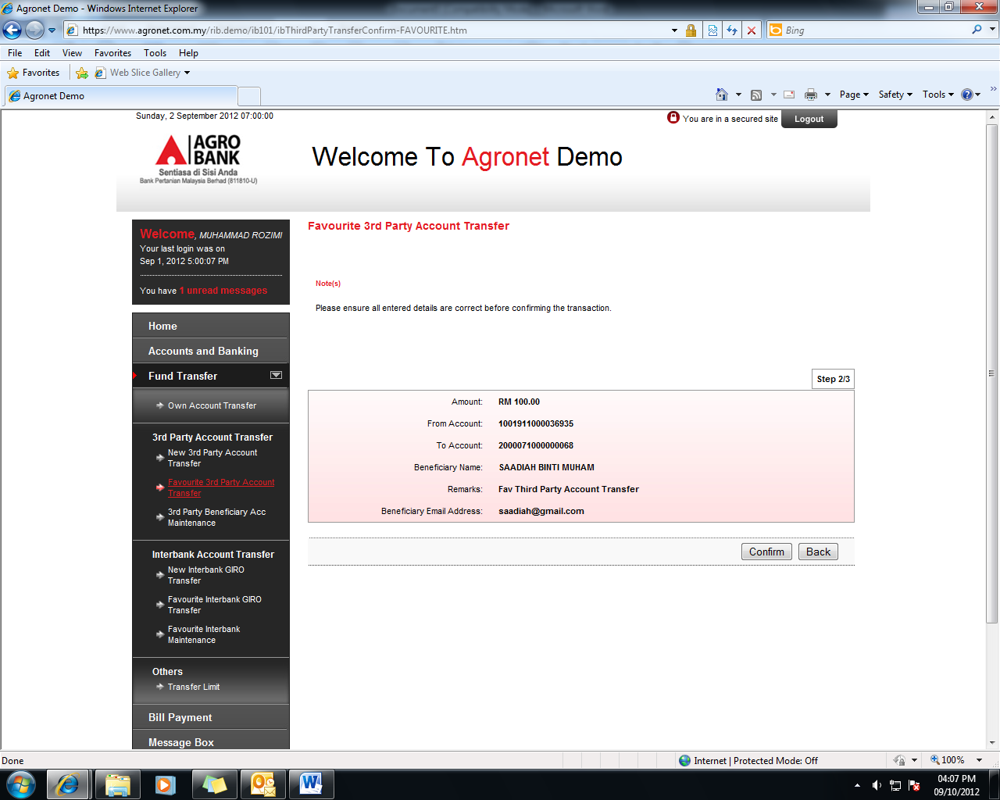 Agronet Demo - Windows Internet Explorer
https://www.agronet.com.my/rib.demo/ib101/ibThirdPartyTransferConfirm-FAVOURITE.htm
Bing
File Edit View Favorites Tools Help
Favorites Web Slice Gallery
Agronet Demo
Page Safety Tools
Sunday, 2 September 2012 07:00:00
You are in a secured site
Logout
AGRO
BANK
Sentiasa di Sisi Anda
Bank Pertanian Malaysia Berhad (811810-U)
Welcome To Agronet Demo
Welcome, MUHAMMAD ROZIMI
Your last login was on
Sep 1, 2012 5:00:07 PM
You have 1 unread messages
Home
Accounts and Banking
Fund Transfer
Own Account Transfer
3rd Party Account Transfer
New 3rd Party Account
Transfer
Favourite 3rd Party Account
Transfer
3rd Party Beneficiary Acc
Maintenance
Interbank Account Transfer
New Interbank GIRO
Transfer
Favourite Interbank GIRO
Transfer
Favourite Interbank
Maintenance
Others
Transfer Limit
Bill Payment
Message Box
Favourite 3rd Party Account Transfer
Note(s)
Please ensure all entered details are correct before confirming the transaction.
Step 2/3
Amount: RM 100.00
From Account: 1001911000036935
To Account: 2000071000000068
Beneficiary Name: SAADIAH BINTI MUHAM
Remarks: Fav Third Party Account Transfer
Beneficiary Email Address: saadiah@gmail.com
Confirm Back
Done
Internet | Protected Mode: Off
100%
04:07 PM
09/10/2012